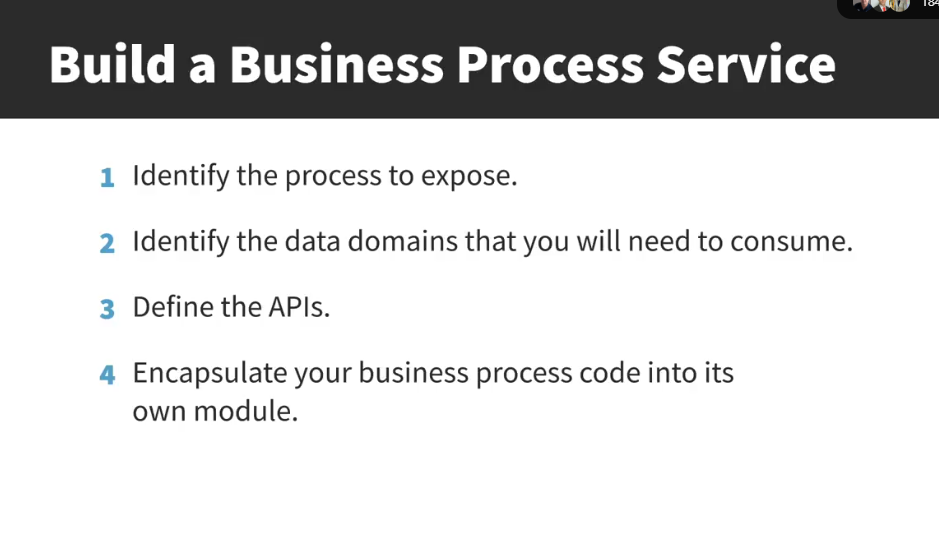 184
Build a Business Process Service
1 Identify the process to expose.
2 Identify the data domains that you will need to consume.
3 Define the APIs.
4 Encapsulate your business process code into its
own module.